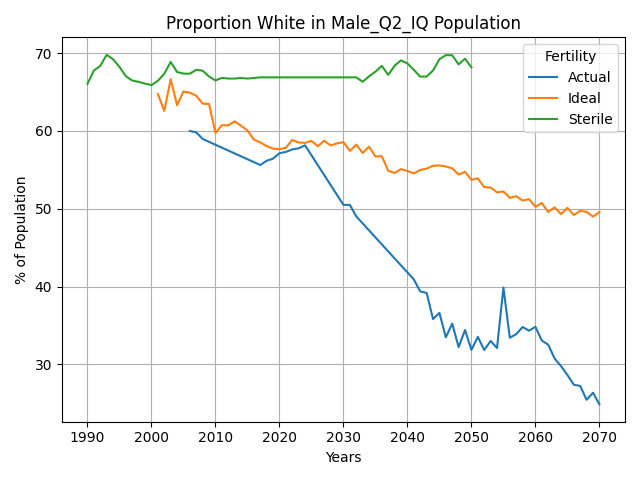 Proportion White in Male_Q2_IQ Population
% of Population
70
60
50
40
30
Fertility
Actual
Ideal
Sterile
1990 2000 2010 2020 2030 2040 2050 2060 2070
Years